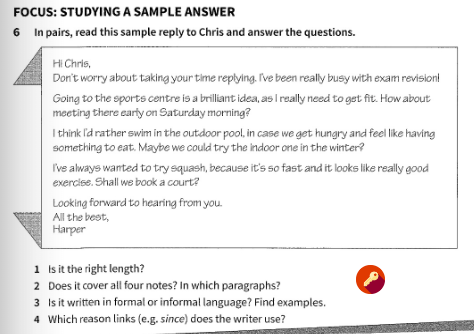 FOCUS: STUDYING A SAMPLE ANSWER
6 In pairs, read this sample reply to Chris and answer the questions.
Hi Chris,
Don't worry about taking your time replying. I've been really busy with exam revision!
Going to the sports centre is a brilliant idea, as I really need to get fit. How about
meeting there early on Saturday morning?
I think I'd rather swim in the outdoor pool, in case we get hungry and feel like having
something to eat. Maybe we could try the indoor one in the winter?
I've always wanted to try squash, because it's so fast and it looks like really good
exercise. Shall we book a court?
Looking forward to hearing from you.
All the best,
Harper
1 Is it the right length?
2 Does it cover all four notes? In which paragraphs?
3 Is it written in formal or informal language? Find examples.
4 Which reason links (e.g. since) does the writer use?